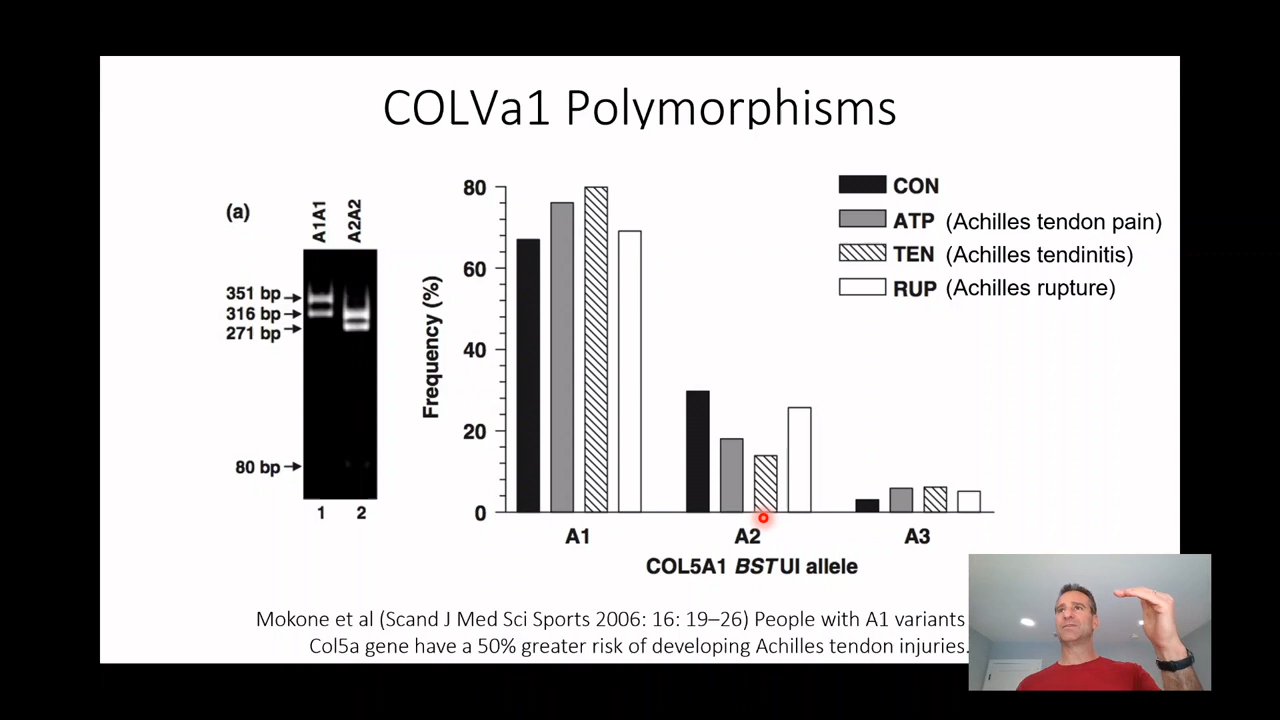 COLVa1 Polymorphisms
(a)
A1A1
A2A2
351 bp
316 bp
271 bp
80 bp
1 2
Frequency (%)
80
60
40
20
0
A1 A2 A3
COL5A1 BSTUI allele
CON
ATP (Achilles tendon pain)
TEN (Achilles tendinitis)
RUP (Achilles rupture)
Mokone et al (Scand J Med Sci Sports 2006: 16: 19–26) People with A1 variants
Col5a gene have a 50% greater risk of developing Achilles tendon injuries.